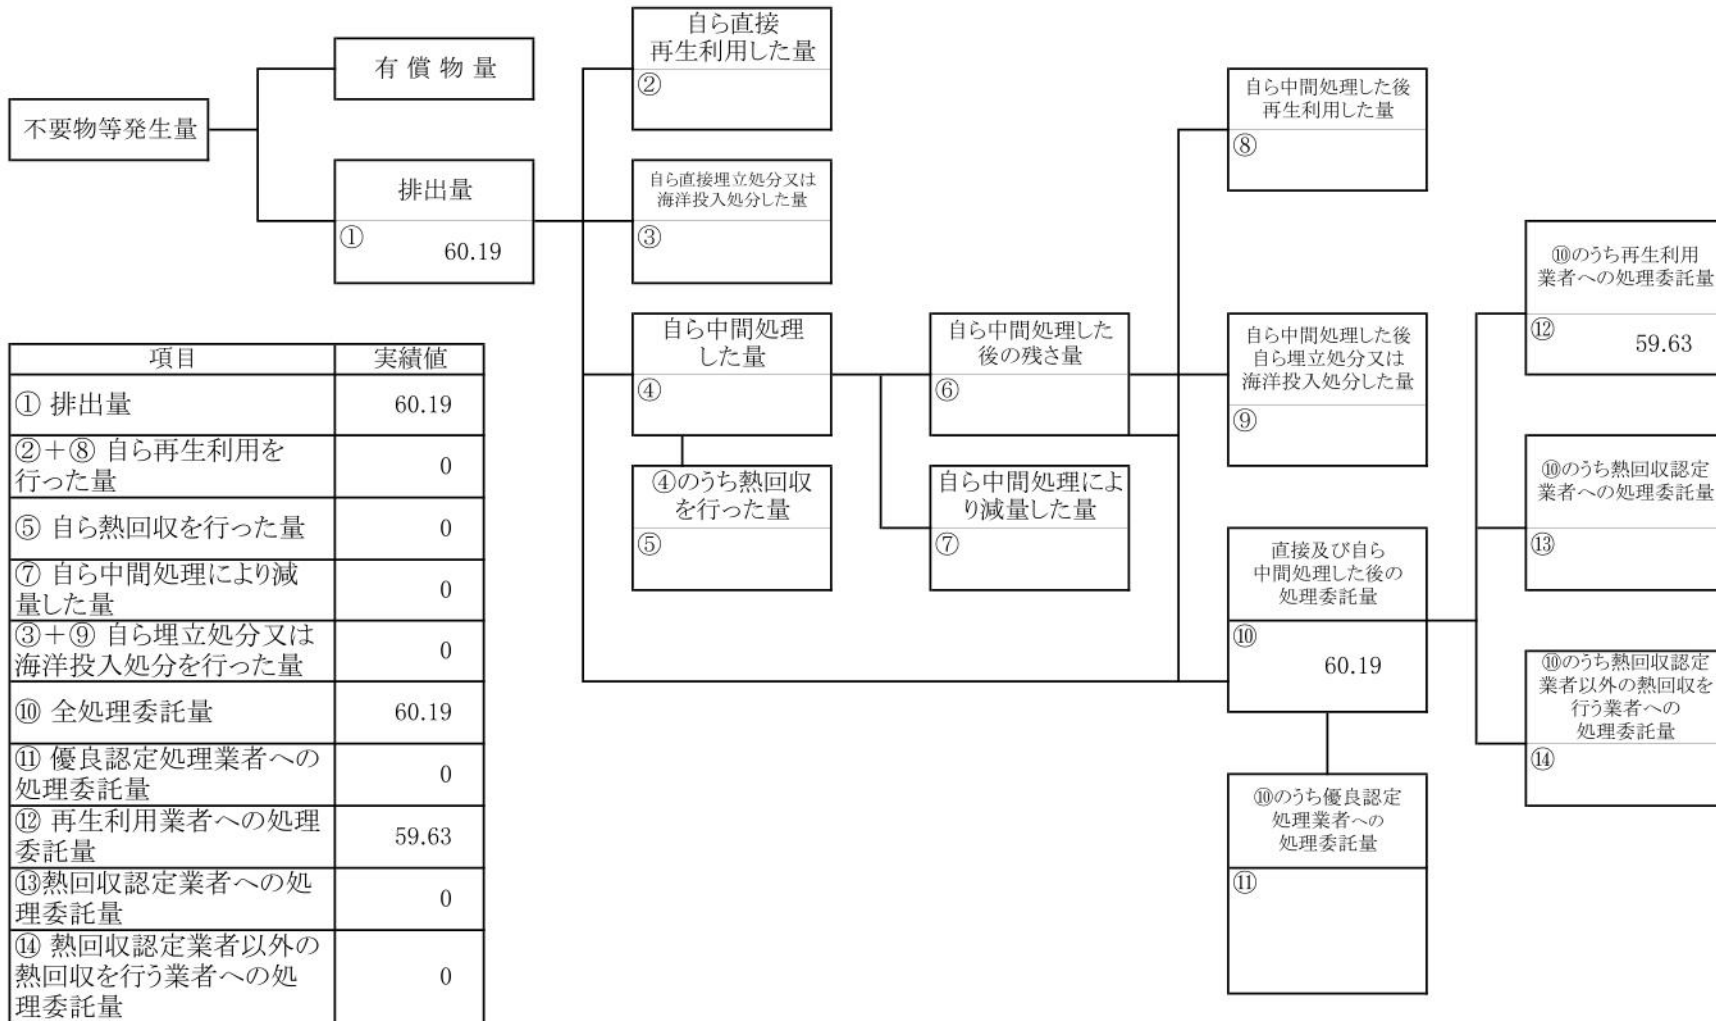 不要物等発生量
有 償 物 量
排出量
①
60.19
自ら直接
再生利用した量
②
自ら直接埋立処分又は
海洋投入処分した量
③
自ら中間処理
した量
④
④のうち熱回収
を行った量
⑤
自ら中間処理した
後の残さ量
⑥
自ら中間処理によ
り減量した量
⑦
自ら中間処理した後
再生利用した量
⑧
自ら中間処理した後
自ら埋立処分又は
海洋投入処分した量
⑨
直接及び自ら
中間処理した後の
処理委託量
⑩
60.19
⑩のうち優良認定
処理業者への
処理委託量
⑪
⑩のうち再生利用
業者への処理委託量
⑫
59.63
⑩のうち熱回収認定
業者への処理委託量
⑬
⑩のうち熱回収認定
業者以外の熱回収を
行う業者への
処理委託量
⑭
項目 実績値
① 排出量 60.19
②＋⑧ 自ら再生利用を
行った量 0
⑤ 自ら熱回収を行った量 0
⑦ 自ら中間処理により減
量した量 0
③＋⑨ 自ら埋立処分又は
海洋投入処分を行った量 0
⑩ 全処理委託量 60.19
⑪ 優良認定処理業者への
処理委託量 0
⑫ 再生利用業者への処理
委託量 59.63
⑬熱回収認定業者への処
理委託量 0
⑭ 熱回収認定業者以外の
熱回収を行う業者への処
理委託量 0